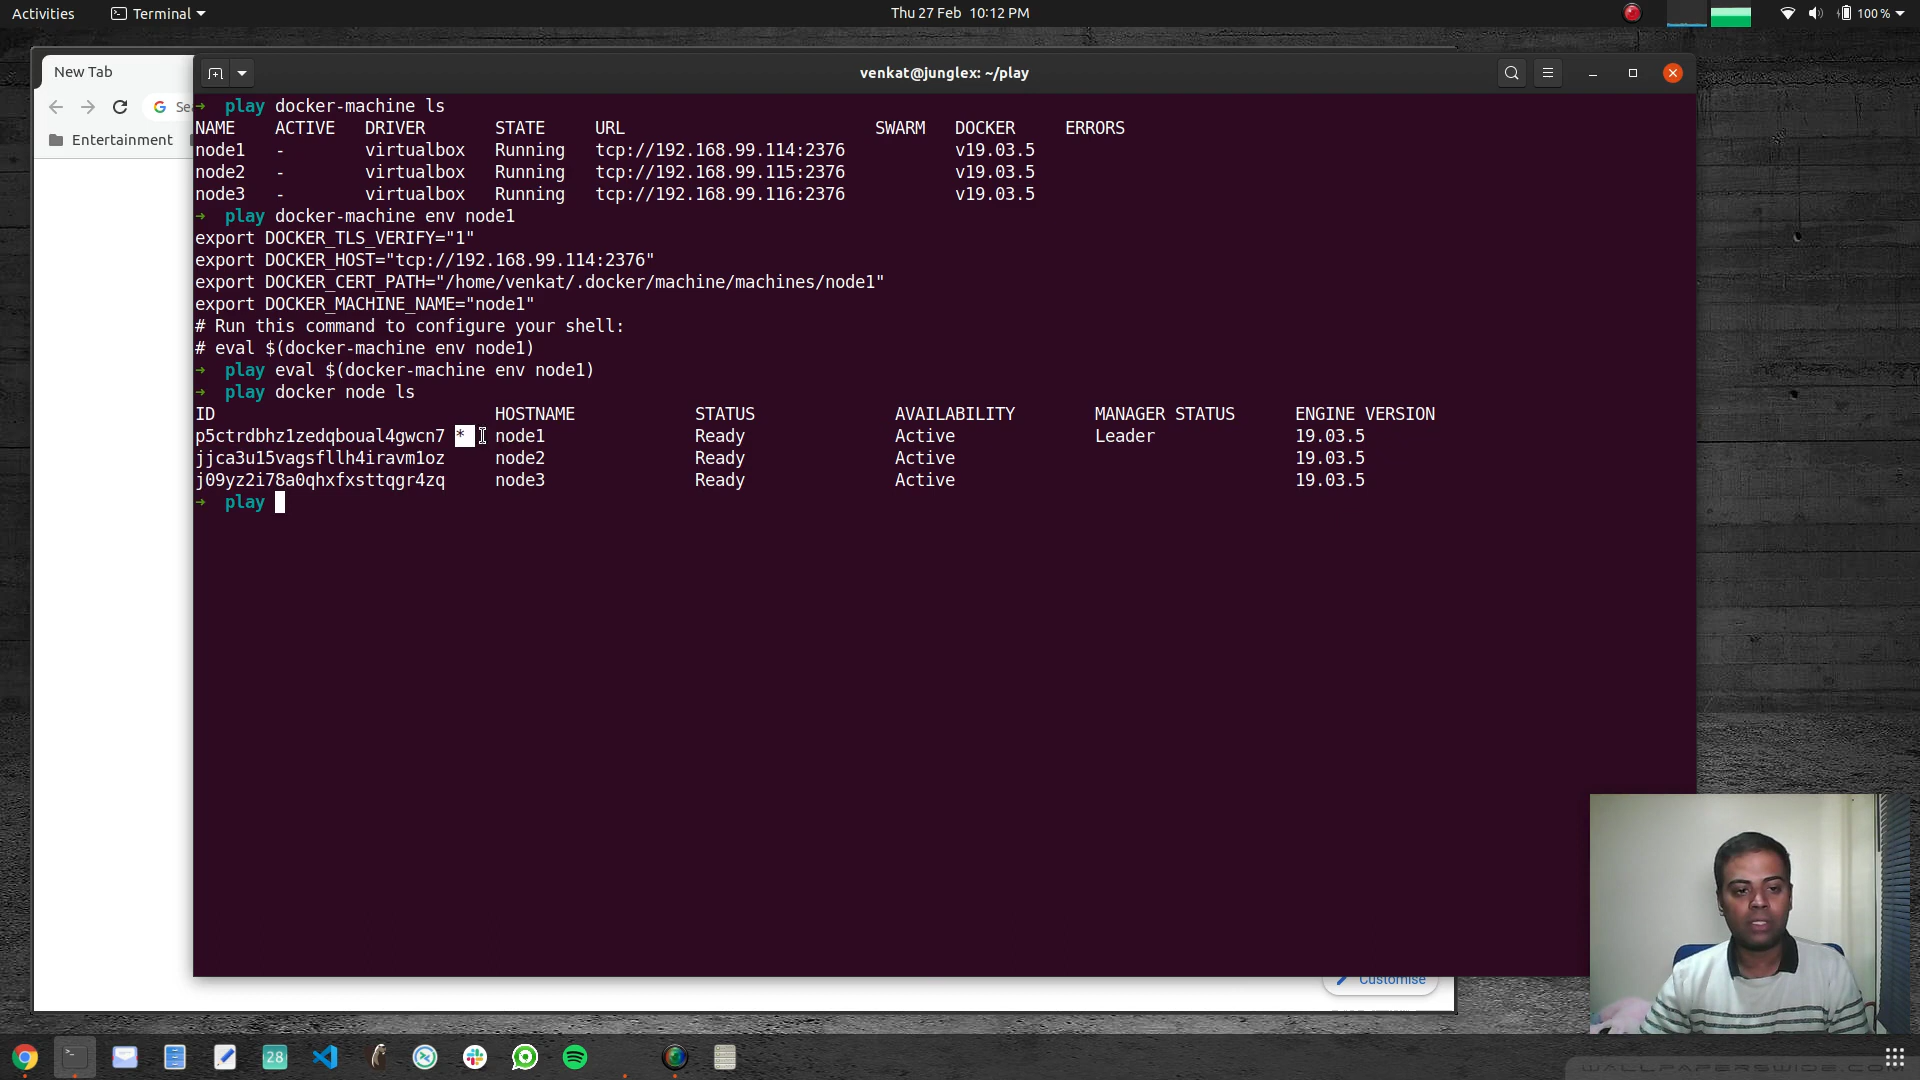 Activities Terminal Thu 27 Feb 10:12 PM 100 %
New Tab
venkat@junglex: ~/play
Entertainment
→ play docker-machine ls
NAME ACTIVE DRIVER STATE URL SWARM DOCKER ERRORS
node1 - virtualbox Running tcp://192.168.99.114:2376 v19.03.5
node2 - virtualbox Running tcp://192.168.99.115:2376 v19.03.5
node3 - virtualbox Running tcp://192.168.99.116:2376 v19.03.5
→ play docker-machine env node1
export DOCKER_TLS_VERIFY="1"
export DOCKER_HOST="tcp://192.168.99.114:2376"
export DOCKER_CERT_PATH="/home/venkat/.docker/machine/machines/node1"
export DOCKER_MACHINE_NAME="node1"
# Run this command to configure your shell:
# eval $(docker-machine env node1)
→ play eval $(docker-machine env node1)
→ play docker node ls
ID HOSTNAME STATUS AVAILABILITY MANAGER STATUS ENGINE VERSION
p5ctrdbhz1zedqboual4gwcn7 * node1 Ready Active Leader 19.03.5
jjca3u15vagsfllh4iravm1oz node2 Ready Active 19.03.5
j09yz2i78a0qhxfxsttqgr4zq node3 Ready Active 19.03.5
→ play
Customise
28
WALLPAPERSWIDE.COM